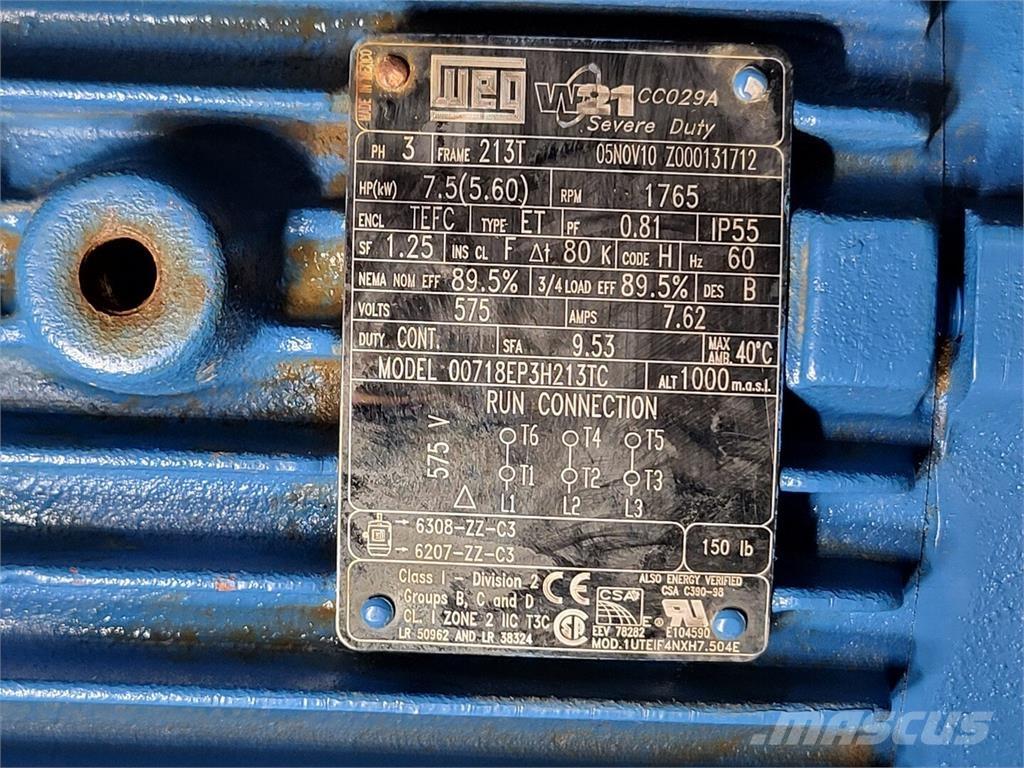 MADE IN MEXICO
WEG W21 CC029A
Severe Duty
PH 3 FRAME 213T 05NOV10 Z000131712
HP(kW) 7.5(5.60) RPM 1765
ENCL TEFC TYPE ET PF 0.81 IP55
SF 1.25 INS CL F Δt 80 K CODE H Hz 60
NEMA NOM EFF 89.5% 3/4 LOAD EFF 89.5% DES B
VOLTS 575 AMPS 7.62
DUTY CONT. SFA 9.53 MAX AMB 40°C
MODEL 00718EP3H213TC ALT 1000 m.a.s.l.
RUN CONNECTION
575 V
T6 T4 T5
T1 T2 T3
Δ L1 L2 L3
6308-ZZ-C3
6207-ZZ-C3
150 lb
Class I - Division 2
Groups B, C and D
CL. I ZONE 2 IIC T3C
LR 50962 AND LR 38324
CE
CSA
EEV 78282
ALSO ENERGY VERIFIED
CSA C390-98
E104590
MOD.1UTEIF4NXH7.504E
MASCUS